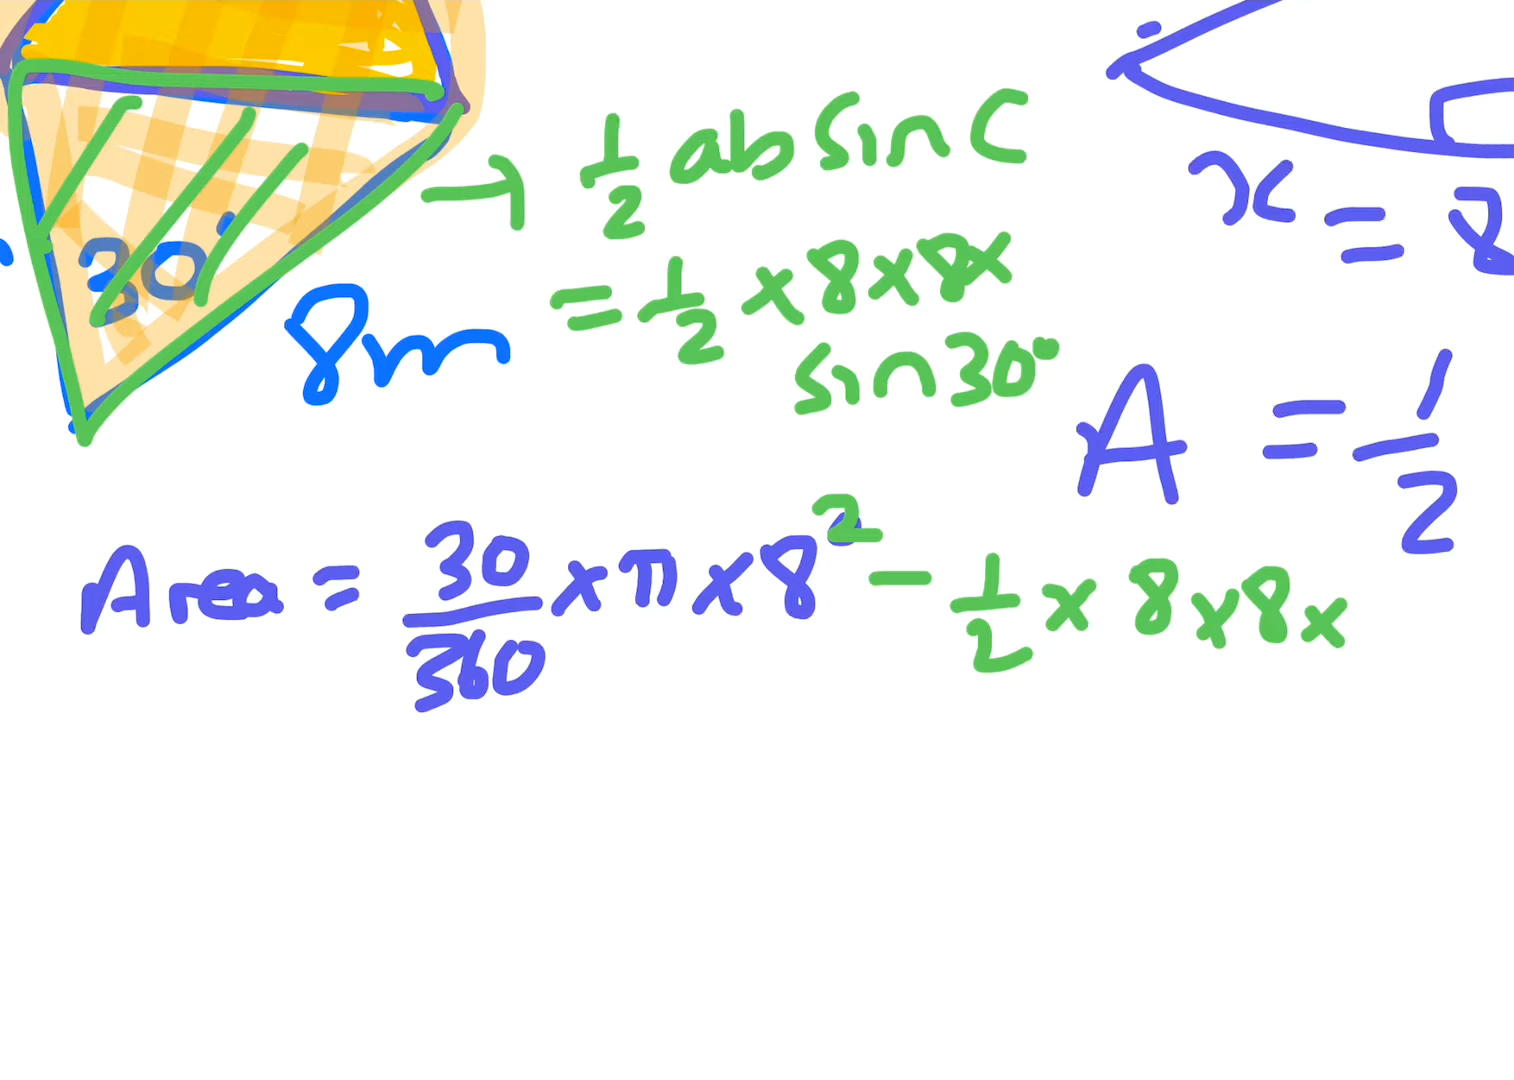 → 1/2 ab sin C
= 1/2 × 8 × 8 ×
sin 30°
30°
8m
x = 8
A = 1/2
Area = 30/360 × π × 8² − 1/2 × 8 × 8 ×